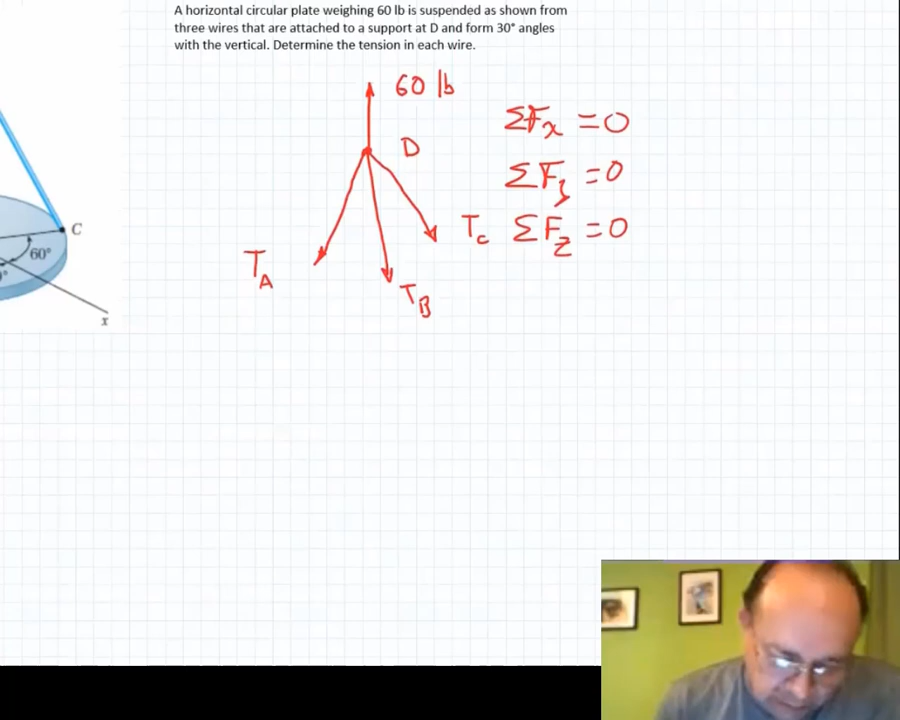 A horizontal circular plate weighing 60 lb is suspended as shown from
three wires that are attached to a support at D and form 30° angles
with the vertical. Determine the tension in each wire.
60 lb
ΣFx = 0
D
ΣFy = 0
C
TC
ΣFz = 0
60°
TA
TB
x